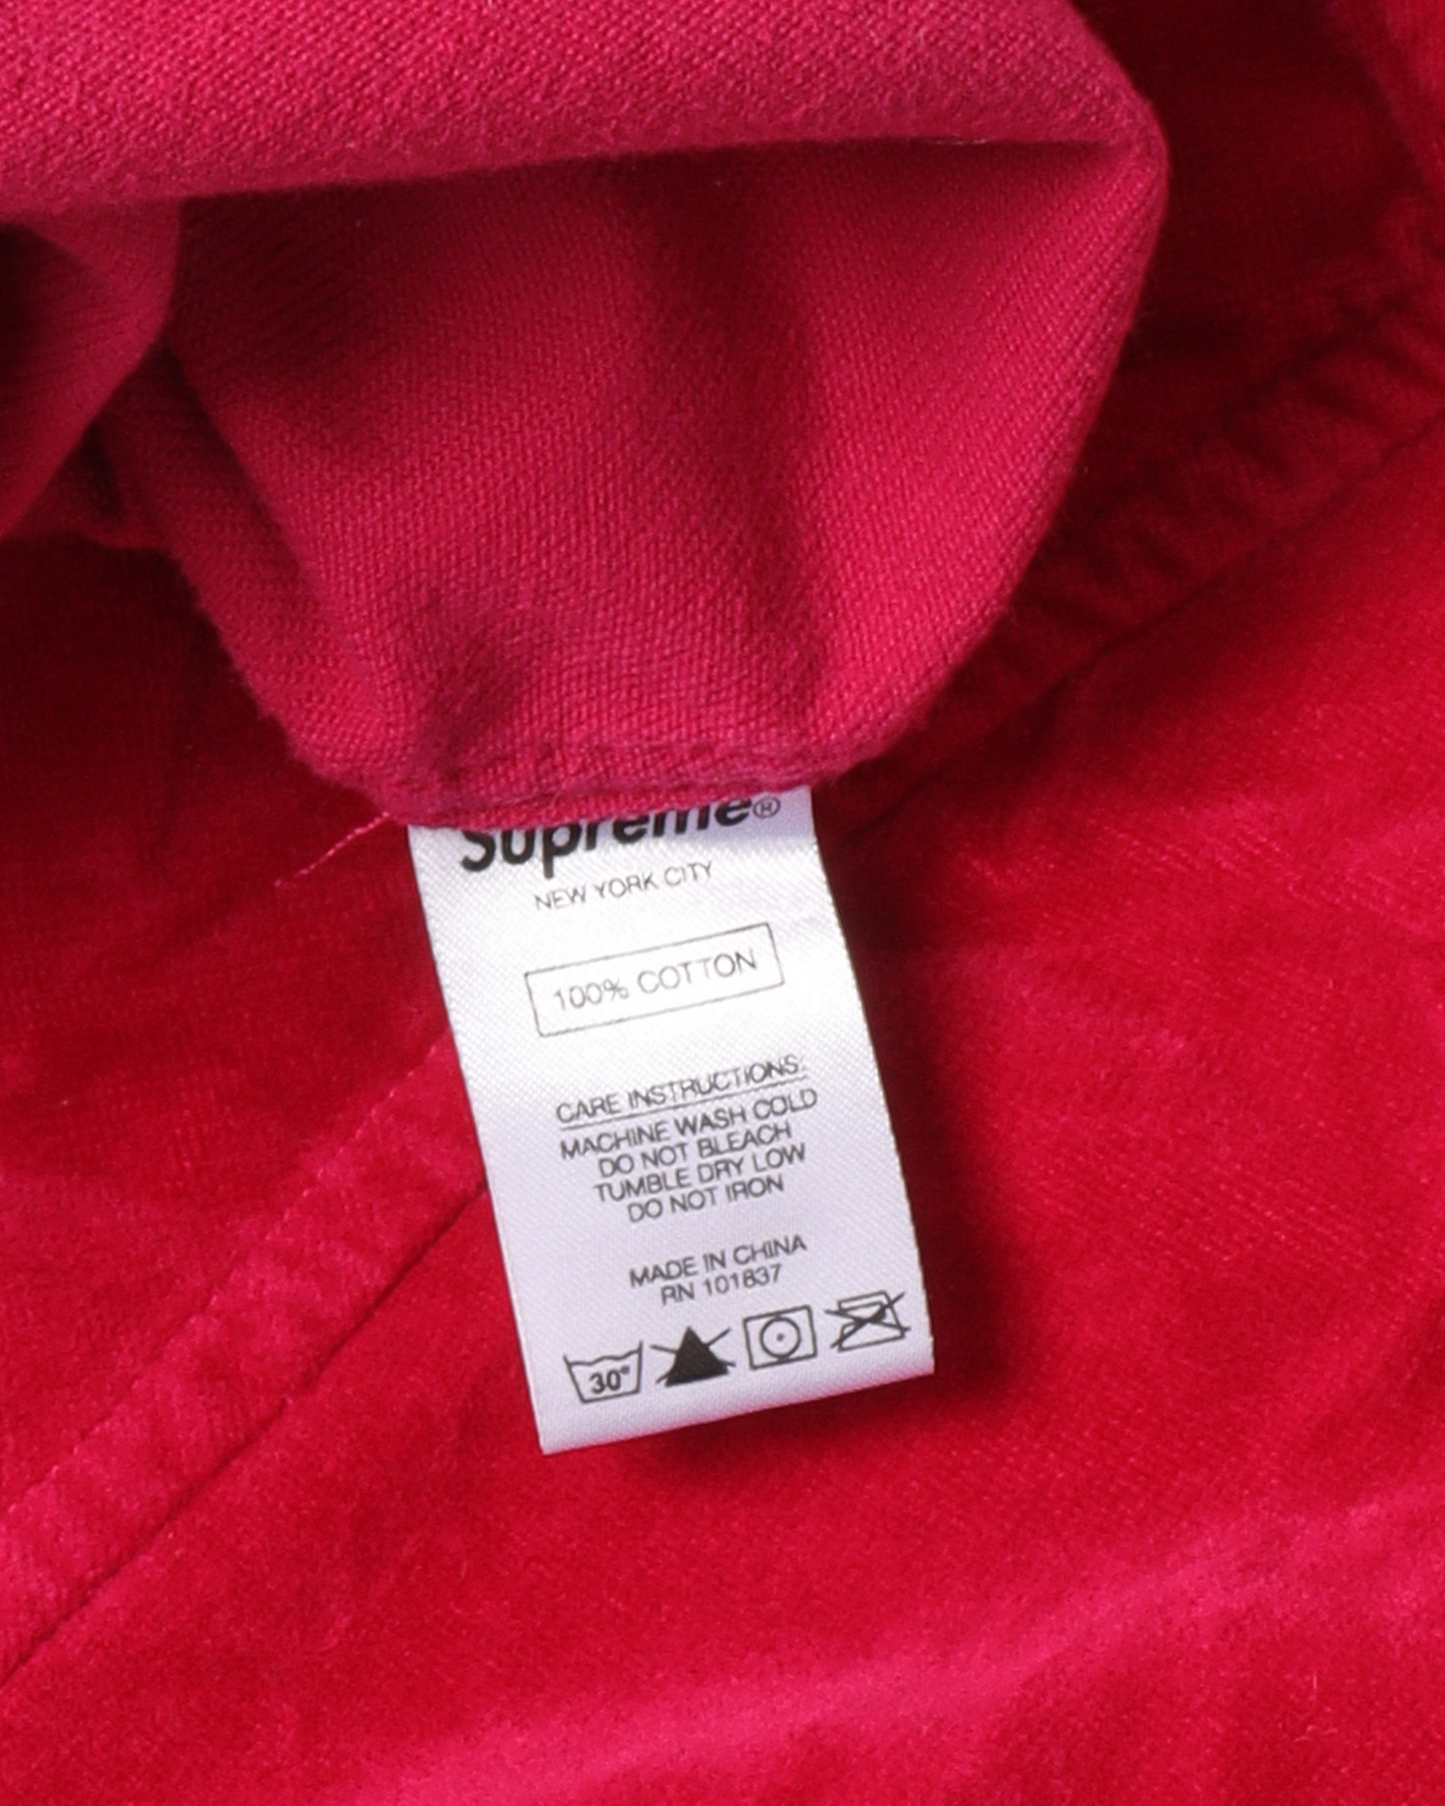 Supreme®
NEW YORK CITY
100% COTTON
CARE INSTRUCTIONS:
MACHINE WASH COLD
DO NOT BLEACH
TUMBLE DRY LOW
DO NOT IRON
MADE IN CHINA
RN 101837
30°